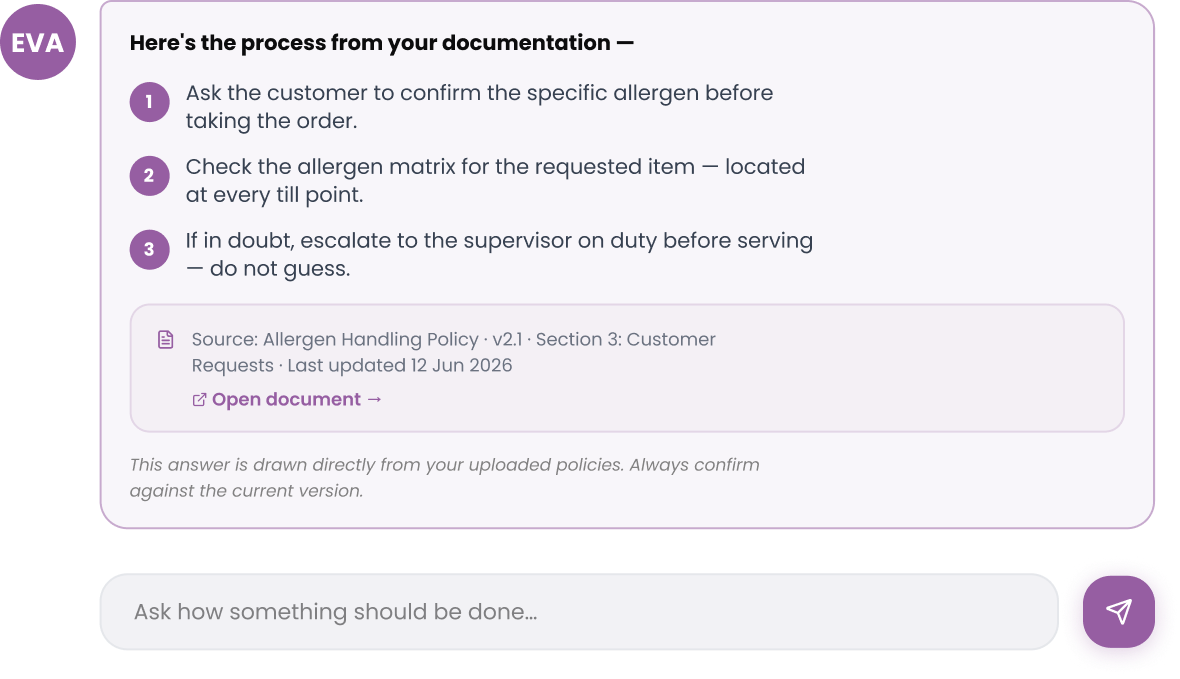 EVA
Here's the process from your documentation —
1
Ask the customer to confirm the specific allergen before
taking the order.
2
Check the allergen matrix for the requested item — located
at every till point.
3
If in doubt, escalate to the supervisor on duty before serving
— do not guess.
Source: Allergen Handling Policy · v2.1 · Section 3: Customer
Requests · Last updated 12 Jun 2026
Open document →
This answer is drawn directly from your uploaded policies. Always confirm
against the current version.
Ask how something should be done...